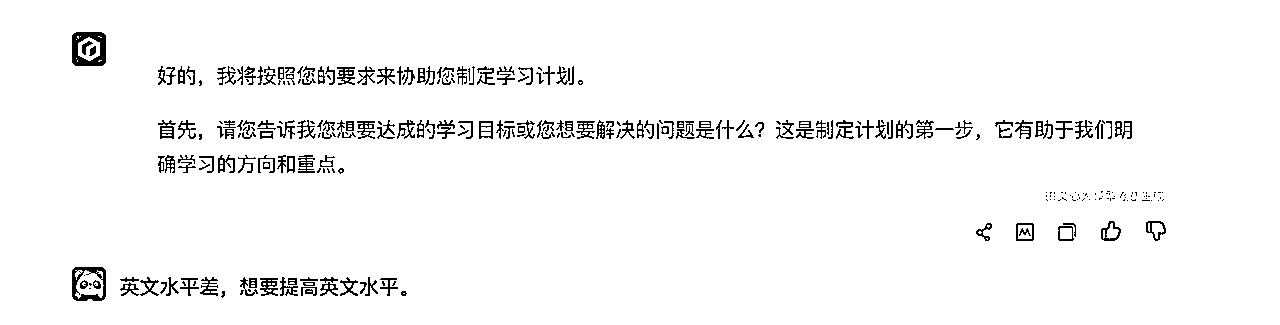 好的，我将按照您的要求来协助您制定学习计划。
首先，请您告诉我您想要达成的学习目标或您想要解决的问题是什么？这是制定计划的第一步，它有助于我们明
确学习的方向和重点。
英文水平差，想要提高英文水平。